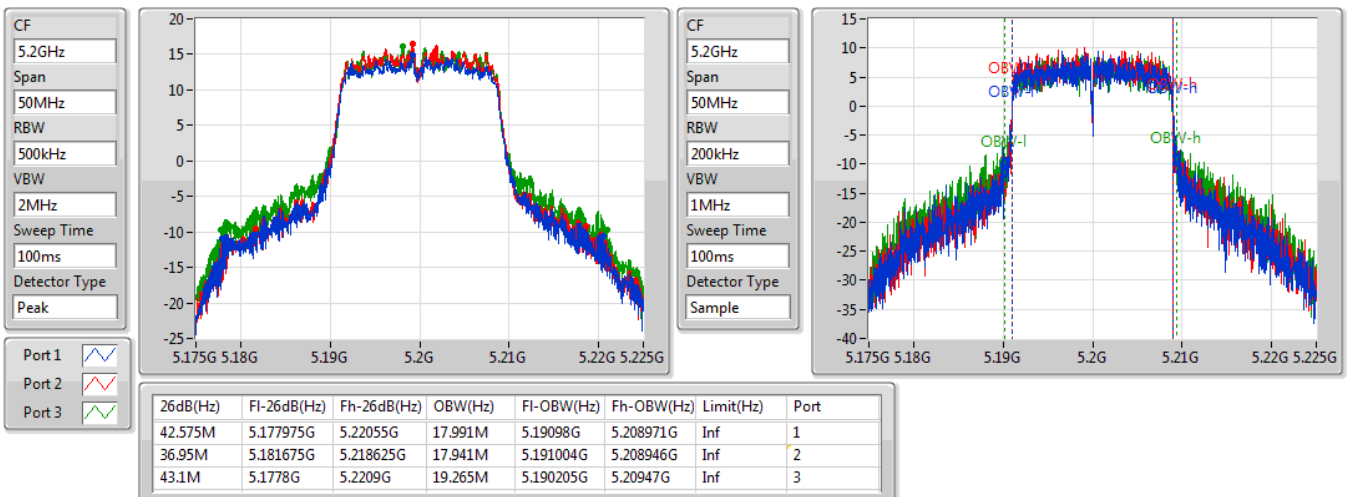 CF
5.2GHz
Span
50MHz
RBW
500kHz
VBW
2MHz
Sweep Time
100ms
Detector Type
Peak
20
15
10
5
0
-5
-10
-15
-20
-25
5.175G 5.18G 5.19G 5.2G 5.21G 5.22G 5.225G
CF
5.2GHz
Span
50MHz
RBW
200kHz
VBW
1MHz
Sweep Time
100ms
Detector Type
Sample
15
10
5
0
-5
-10
-15
-20
-25
-30
-35
-40
OBW-h
OBW-l
OBW-h
5.175G 5.18G 5.19G 5.2G 5.21G 5.22G 5.225G
Port 1
Port 2
Port 3
26dB(Hz) Fl-26dB(Hz) Fh-26dB(Hz) OBW(Hz) Fl-OBW(Hz) Fh-OBW(Hz) Limit(Hz) Port
42.575M 5.177975G 5.22055G 17.991M 5.19098G 5.208971G Inf 1
36.95M 5.181675G 5.218625G 17.941M 5.191004G 5.208946G Inf 2
43.1M 5.1778G 5.2209G 19.265M 5.190205G 5.20947G Inf 3